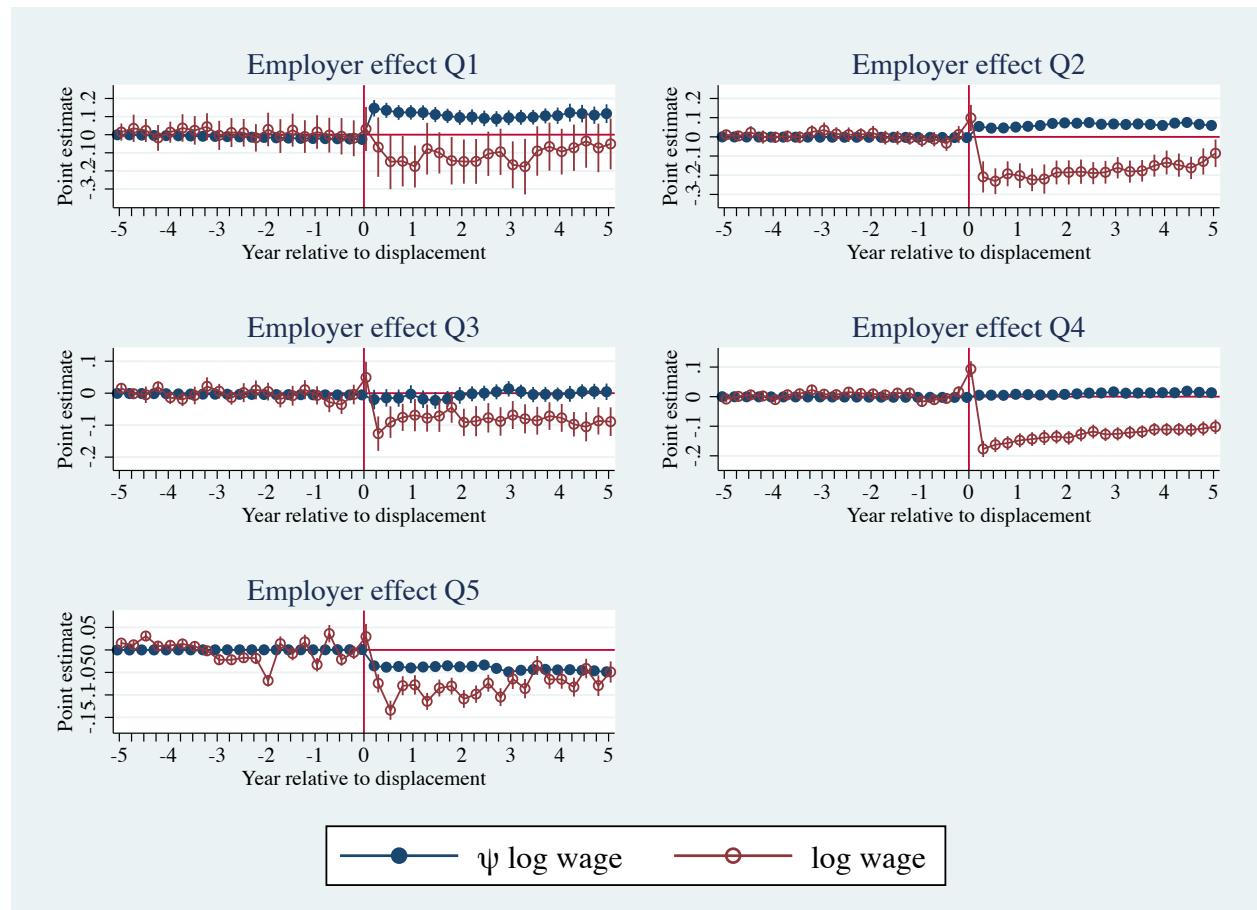 Employer effect Q1
Point estimate
-.3-.2-.1 0 .1 .2
-5 -4 -3 -2 -1 0 1 2 3 4 5
Year relative to displacement
Employer effect Q2
Point estimate
-.3-.2-.1 0 .1 .2
-5 -4 -3 -2 -1 0 1 2 3 4 5
Year relative to displacement
Employer effect Q3
Point estimate
-.2 -.1 0 .1
-5 -4 -3 -2 -1 0 1 2 3 4 5
Year relative to displacement
Employer effect Q4
Point estimate
-.2 -.1 0 .1
-5 -4 -3 -2 -1 0 1 2 3 4 5
Year relative to displacement
Employer effect Q5
Point estimate
-.15-.1-.05 0 .05
-5 -4 -3 -2 -1 0 1 2 3 4 5
Year relative to displacement
ψ log wage
log wage